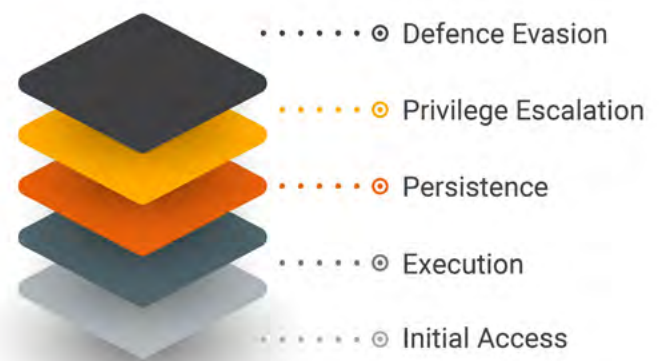 Defence Evasion
Privilege Escalation
Persistence
Execution
Initial Access